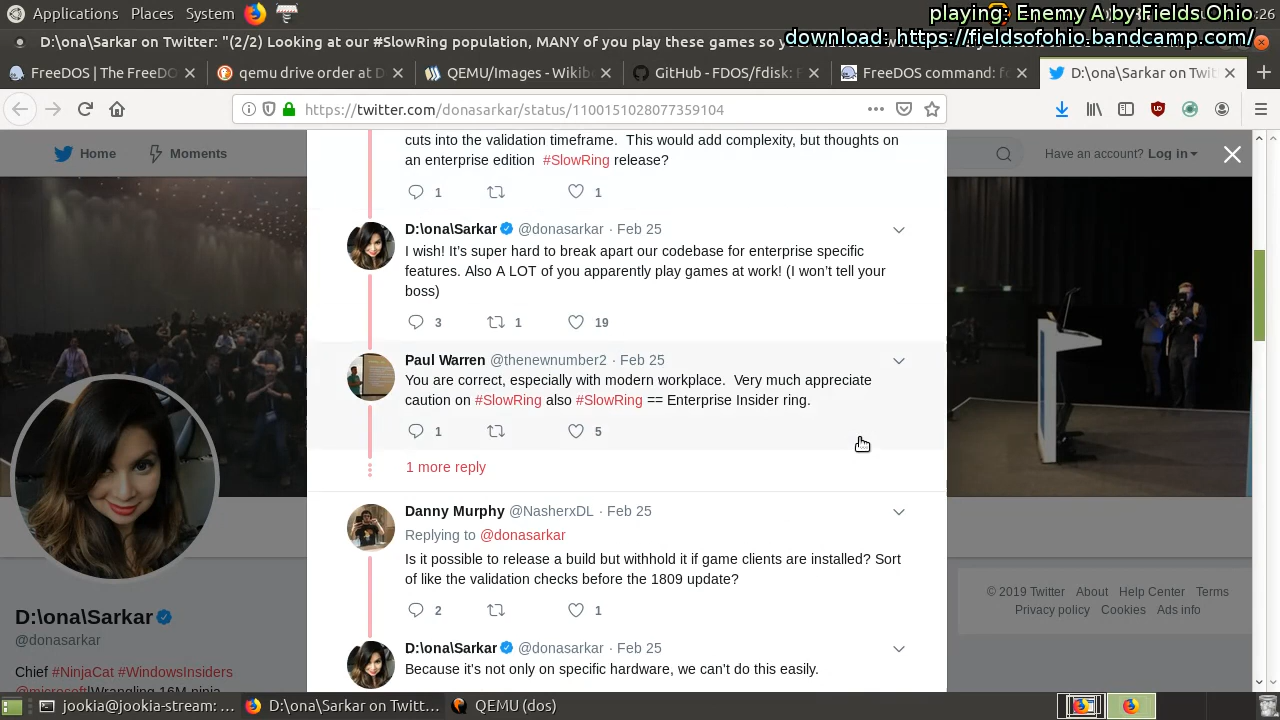 Applications Places System
26
playing: Enemy A by Fields Ohio
D:\ona\Sarkar on Twitter: "(2/2) Looking at our #SlowRing population, MANY of you play these games so y
download: https://fieldsofohio.bandcamp.com/
FreeDOS | The FreeDO
qemu drive order at D
QEMU/Images - Wikib
GitHub - FDOS/fdisk: F
FreeDOS command: f
D:\ona\Sarkar on Twit
https://twitter.com/donasarkar/status/1100151028077359104
Home
Moments
Have an account? Log in
cuts into the validation timeframe. This would add complexity, but thoughts on
an enterprise edition #SlowRing release?
1
1
D:\ona\Sarkar @donasarkar · Feb 25
I wish! It's super hard to break apart our codebase for enterprise specific
features. Also A LOT of you apparently play games at work! (I won't tell your
boss)
3
1
19
Paul Warren @thenewnumber2 · Feb 25
You are correct, especially with modern workplace. Very much appreciate
caution on #SlowRing also #SlowRing == Enterprise Insider ring.
1
5
1 more reply
Danny Murphy @NasherxDL · Feb 25
Replying to @donasarkar
Is it possible to release a build but withhold it if game clients are installed? Sort
of like the validation checks before the 1809 update?
2
1
D:\ona\Sarkar @donasarkar · Feb 25
Because it's not only on specific hardware, we can't do this easily.
D:\ona\Sarkar
@donasarkar
Chief #NinjaCat #WindowsInsiders
@microsoft!Wrangling 16M ninja
© 2019 Twitter About Help Center Terms
Privacy policy Cookies Ads info
jookia@jookia-stream: ...
D:\ona\Sarkar on Twitt...
QEMU (dos)